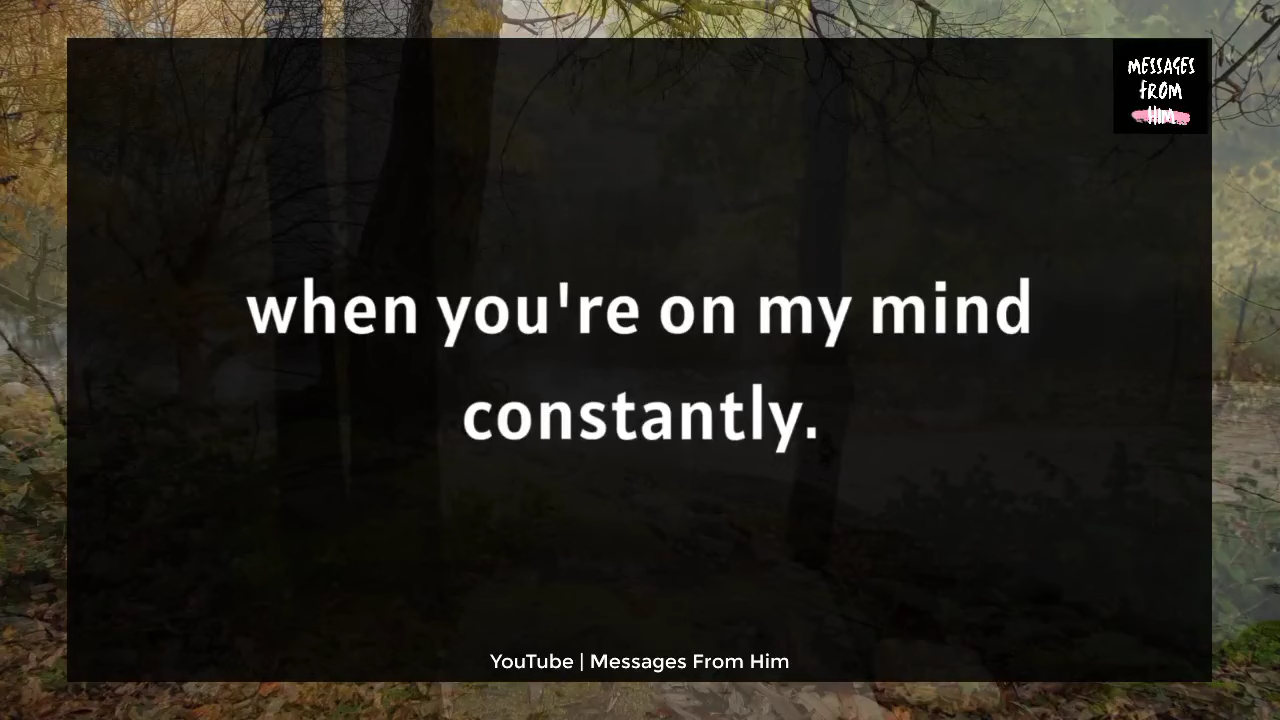 MESSAGES
FROM
HIM
when you're on my mind
constantly.
YouTube | Messages From Him